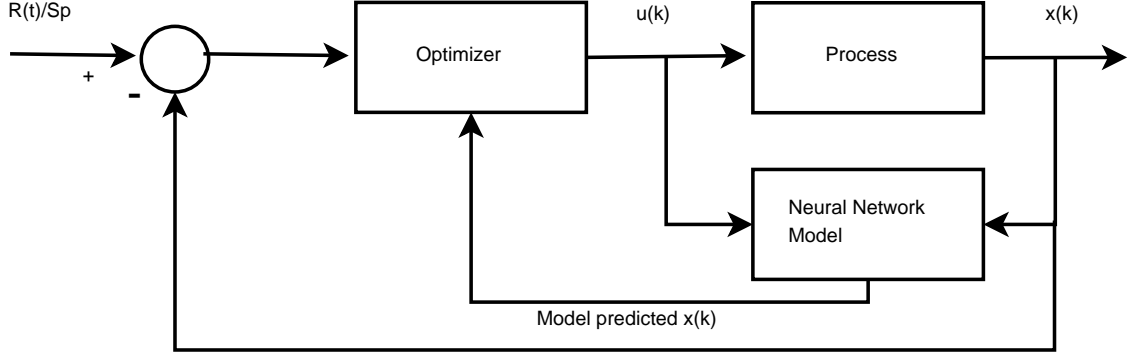 R(t)/Sp
u(k)
x(k)
Optimizer
Process
+
-
Neural Network
Model
Model predicted x(k)